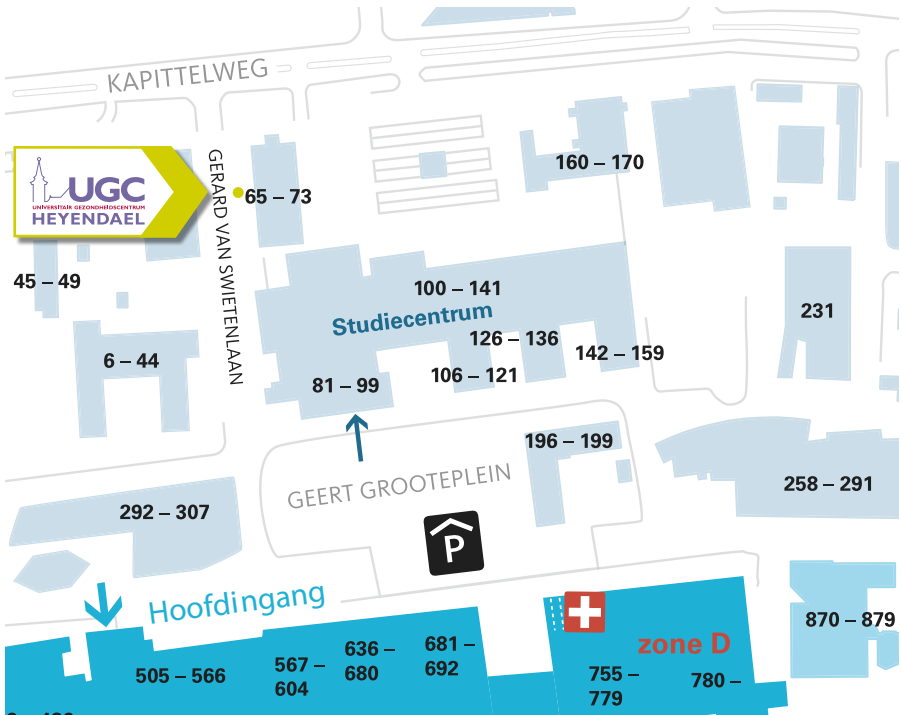 KAPITTELWEG
UGC
UNIVERSITAIR GEZONDHEIDSCENTRUM
HEYENDAEL
GERARD VAN SWIETENLAAN
65 – 73
160 – 170
45 – 49
100 – 141
Studiecentrum
231
126 – 136
142 – 159
6 – 44
106 – 121
81 – 99
196 – 199
GEERT GROOTEPLEIN
258 – 291
292 – 307
P
Hoofdingang
zone D
870 – 879
505 – 566
567 –
604
636 –
680
681 –
692
755 –
779
780 –